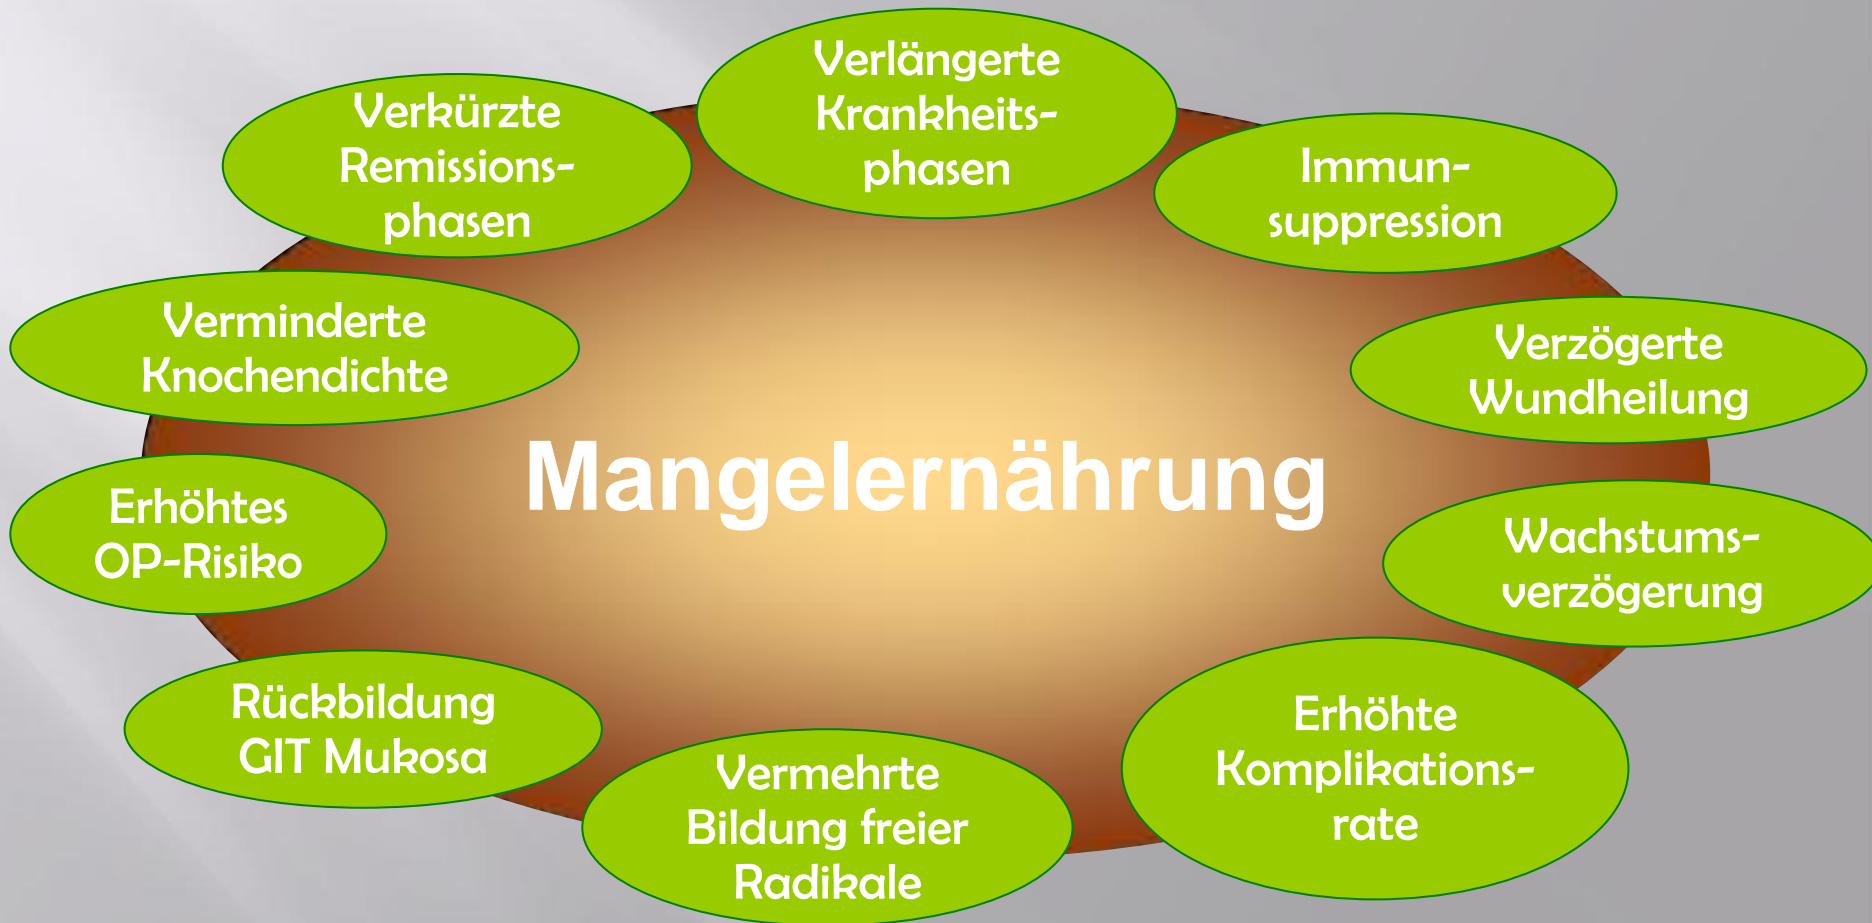 Verlängerte
Krankheits-
phasen
Verkürzte
Remissions-
phasen
Immun-
suppression
Verminderte
Knochendichte
Verzögerte
Wundheilung
Mangelernährung
Erhöhtes
OP-Risiko
Wachstums-
verzögerung
Rückbildung
GIT Mukosa
Erhöhte
Komplikations-
rate
Vermehrte
Bildung freier
Radikale